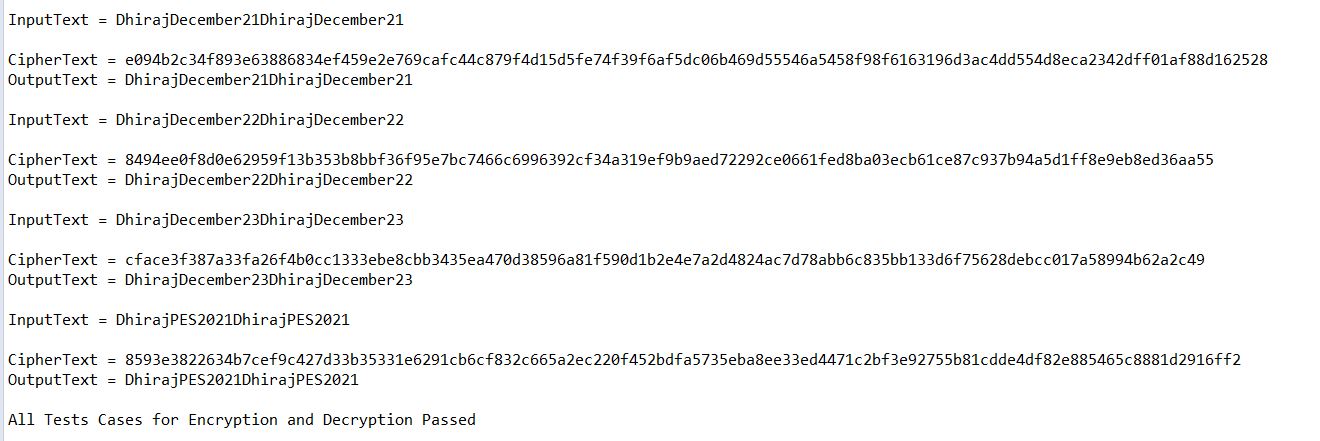 InputText = DhirajDecember21DhirajDecember21
CipherText = e094b2c34f893e63886834ef459e2e769cafc44c879f4d15d5fe74f39f6af5dc06b469d55546a5458f98f6163196d3ac4dd554d8eca2342dff01af88d162528
OutputText = DhirajDecember21DhirajDecember21
InputText = DhirajDecember22DhirajDecember22
CipherText = 8494ee0f8d0e62959f13b353b8bbf36f95e7bc7466c6996392cf34a319ef9b9aed72292ce0661fed8ba03ecb61ce87c937b94a5d1ff8e9eb8ed36aa55
OutputText = DhirajDecember22DhirajDecember22
InputText = DhirajDecember23DhirajDecember23
CipherText = cface3f387a33fa26f4b0cc1333ebe8cbb3435ea470d38596a81f590d1b2e4e7a2d4824ac7d78abb6c835bb133d6f75628debcc017a58994b62a2c49
OutputText = DhirajDecember23DhirajDecember23
InputText = DhirajPES2021DhirajPES2021
CipherText = 8593e3822634b7cef9c427d33b35331e6291cb6cf832c665a2ec220f452bdfa5735eba8ee33ed4471c2bf3e92755b81cdde4df82e885465c8881d2916ff2
OutputText = DhirajPES2021DhirajPES2021
All Tests Cases for Encryption and Decryption Passed